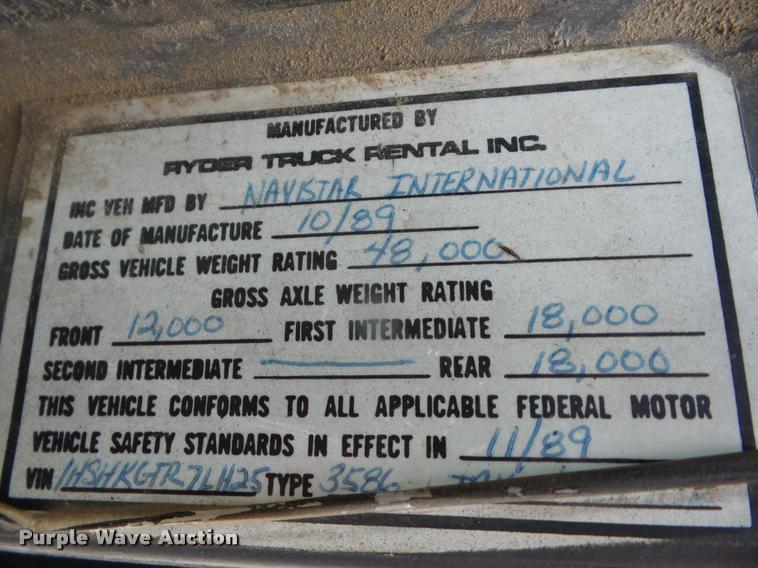 MANUFACTURED BY
RYDER TRUCK RENTAL INC.
INC VEH MFD BY NAVISTAR INTERNATIONAL
DATE OF MANUFACTURE 10/89
GROSS VEHICLE WEIGHT RATING 48,000
GROSS AXLE WEIGHT RATING
FRONT 12,000 FIRST INTERMEDIATE 18,000
SECOND INTERMEDIATE REAR 18,000
THIS VEHICLE CONFORMS TO ALL APPLICABLE FEDERAL MOTOR
VEHICLE SAFETY STANDARDS IN EFFECT IN 11/89
VIN 1HSHKGTR7LH25 TYPE 3586
Purple Wave Auction